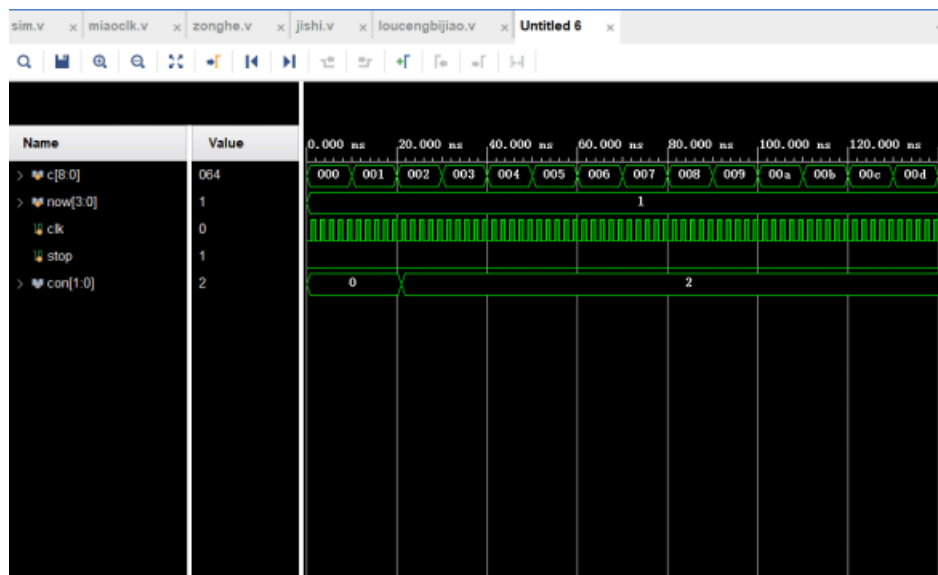 sim.v × miaoclk.v × zonghe.v × jishi.v × loucengbijiao.v × Untitled 6 ×
Name Value 0.000 ns 20.000 ns 40.000 ns 60.000 ns 80.000 ns 100.000 ns 120.000 ns
> c[8:0] 064 000 001 002 003 004 005 006 007 008 009 00a 00b 00c 00d
> now[3:0] 1 1
clk 0
stop 1
> con[1:0] 2 0 2